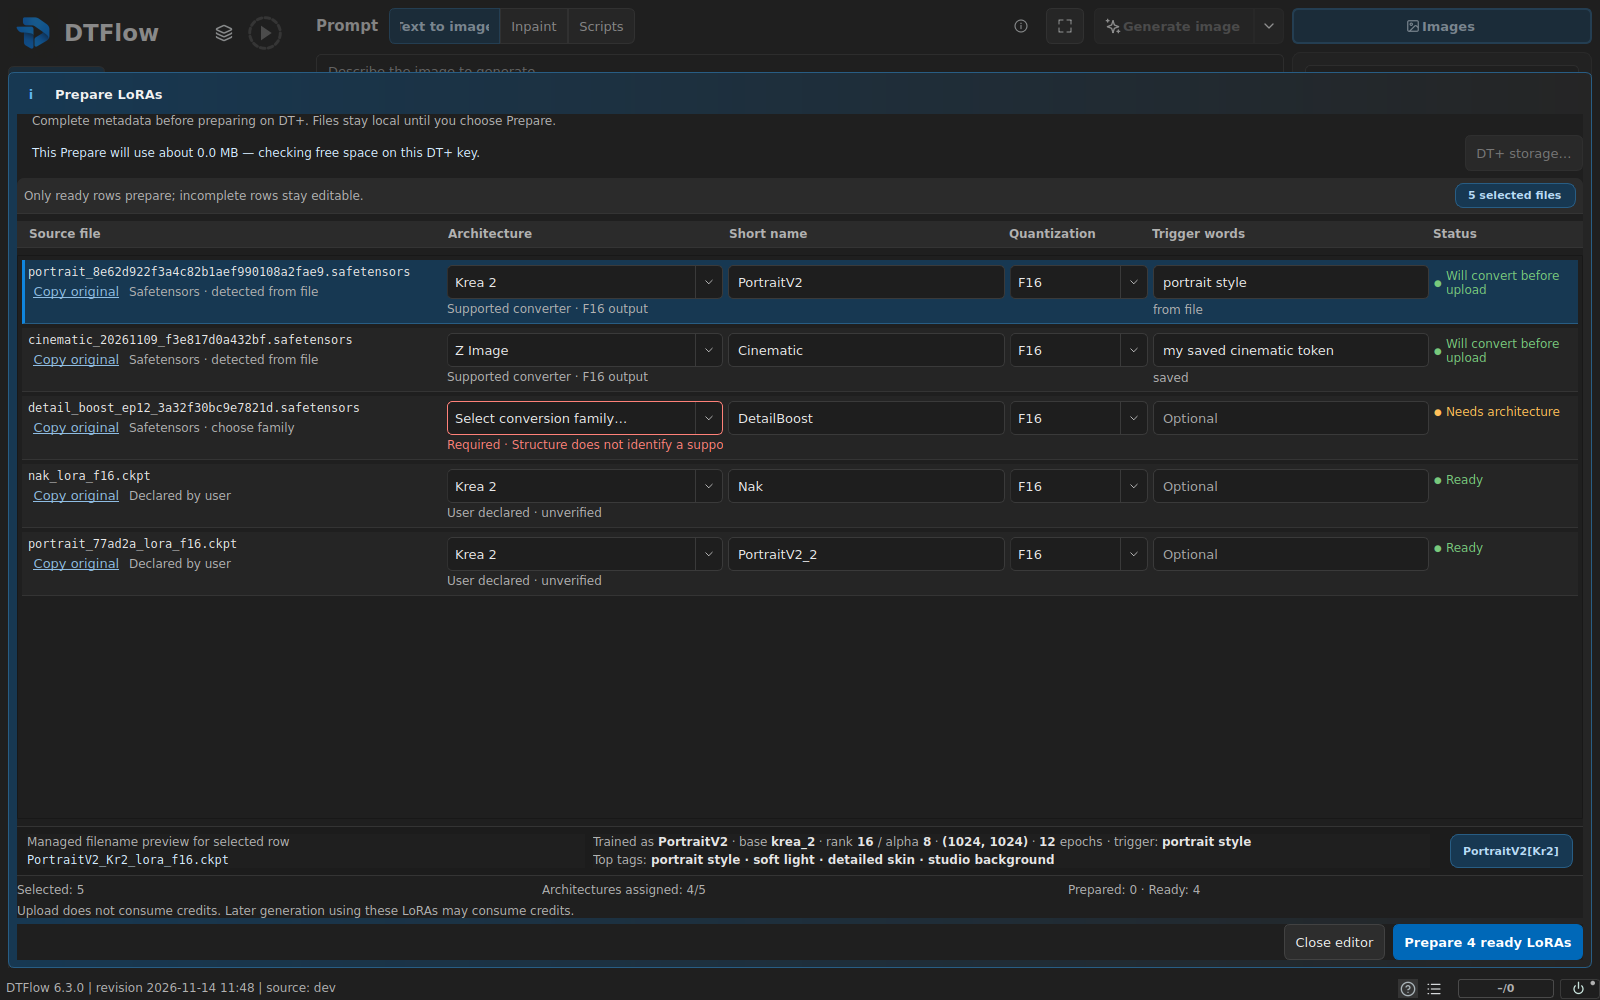 DTFlow
Prompt
Text to image
Inpaint
Scripts
Generate image
Images
Describe the image to generate
i Prepare LoRAs
Complete metadata before preparing on DT+. Files stay local until you choose Prepare.
This Prepare will use about 0.0 MB — checking free space on this DT+ key.
DT+ storage...
Only ready rows prepare; incomplete rows stay editable.
5 selected files
Source file Architecture Short name Quantization Trigger words Status
portrait_8e62d922f3a4c82b1aef990108a2fae9.safetensors
Copy original Safetensors · detected from file
Krea 2
Supported converter · F16 output
PortraitV2
F16
portrait style
from file
Will convert before
upload
cinematic_20261109_f3e817d0a432bf.safetensors
Copy original Safetensors · detected from file
Z Image
Supported converter · F16 output
Cinematic
F16
my saved cinematic token
saved
Will convert before
upload
detail_boost_ep12_3a32f30bc9e7821d.safetensors
Copy original Safetensors · choose family
Select conversion family...
Required · Structure does not identify a suppo
DetailBoost
F16
Optional
Needs architecture
nak_lora_f16.ckpt
Copy original Declared by user
Krea 2
User declared · unverified
Nak
F16
Optional
Ready
portrait_77ad2a_lora_f16.ckpt
Copy original Declared by user
Krea 2
User declared · unverified
PortraitV2_2
F16
Optional
Ready
Managed filename preview for selected row
PortraitV2_Kr2_lora_f16.ckpt
Trained as PortraitV2 · base krea_2 · rank 16 / alpha 8 · (1024, 1024) · 12 epochs · trigger: portrait style
Top tags: portrait style · soft light · detailed skin · studio background
PortraitV2[Kr2]
Selected: 5
Architectures assigned: 4/5
Prepared: 0 · Ready: 4
Upload does not consume credits. Later generation using these LoRAs may consume credits.
Close editor
Prepare 4 ready LoRAs
DTFlow 6.3.0 | revision 2026-11-14 11:48 | source: dev
-/0